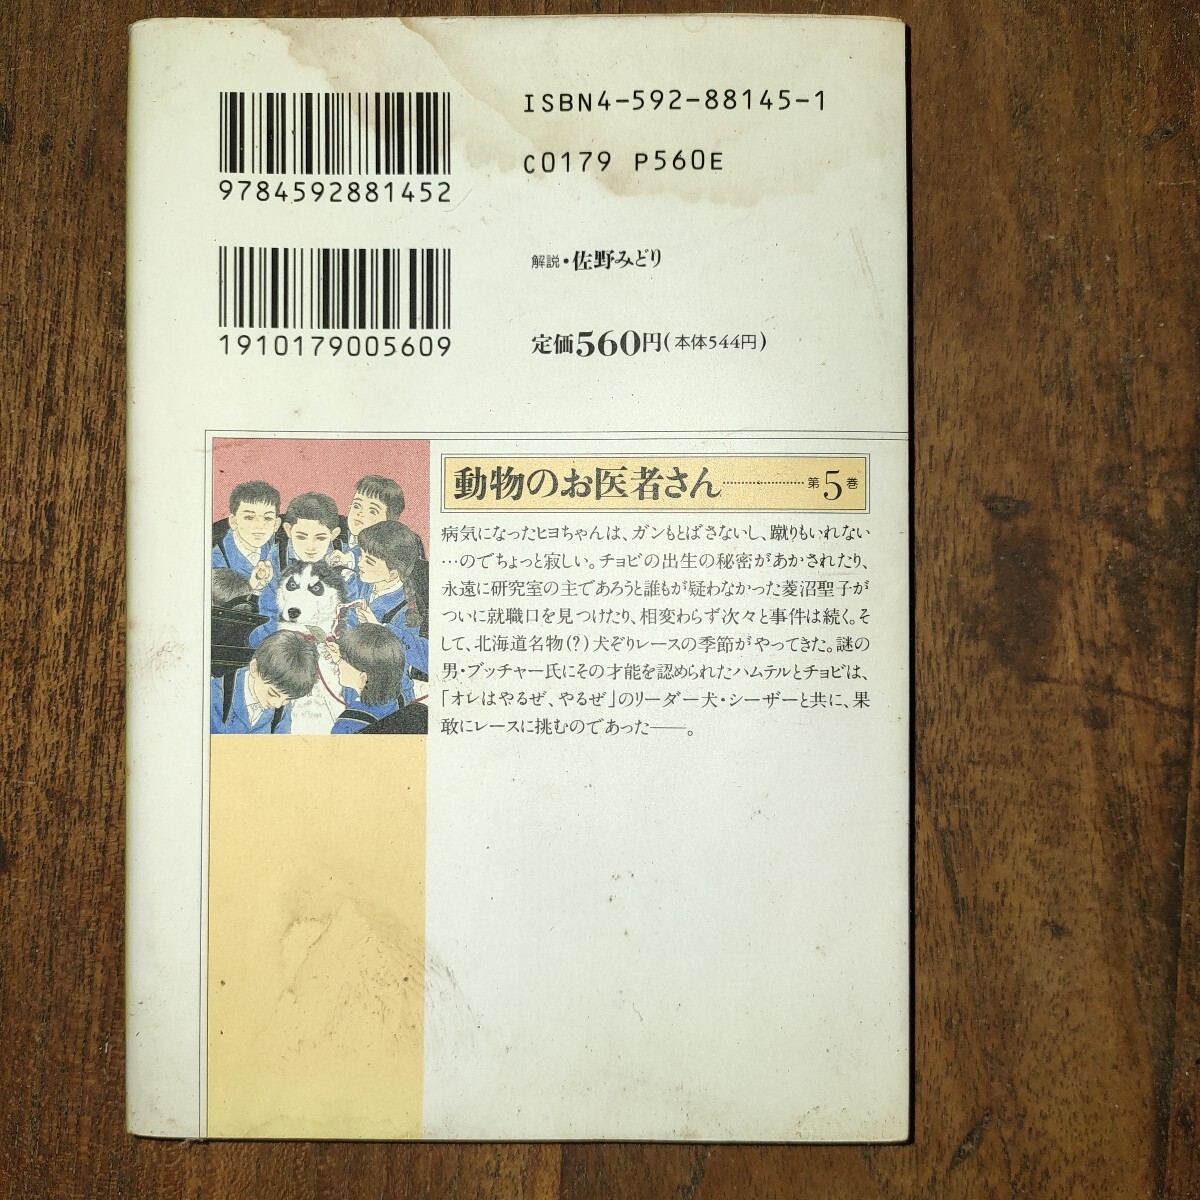 ISBN4-592-88145-1
C0179 P560E
9784592881452
1910179005609
解説・佐野みどり
定価560円(本体544円)
動物のお医者さん……………第5巻
病気になったヒヨちゃんは、ガンもとばさないし、蹴りもいれない
…のでちょっと寂しい。チョビの出生の秘密があかされたり、
永遠に研究室の主であろうと誰もが疑わなかった菱沼聖子が
ついに就職口を見つけたり、相変わらず次々と事件は続く。そ
して、北海道名物(?)犬ぞりレースの季節がやってきた。謎の
男・ブッチャー氏にその才能を認められたハムテルとチョビは、
「オレはやるぜ、やるぜ」のリーダー犬・シーザーと共に、果
敢にレースに挑むのであった——。